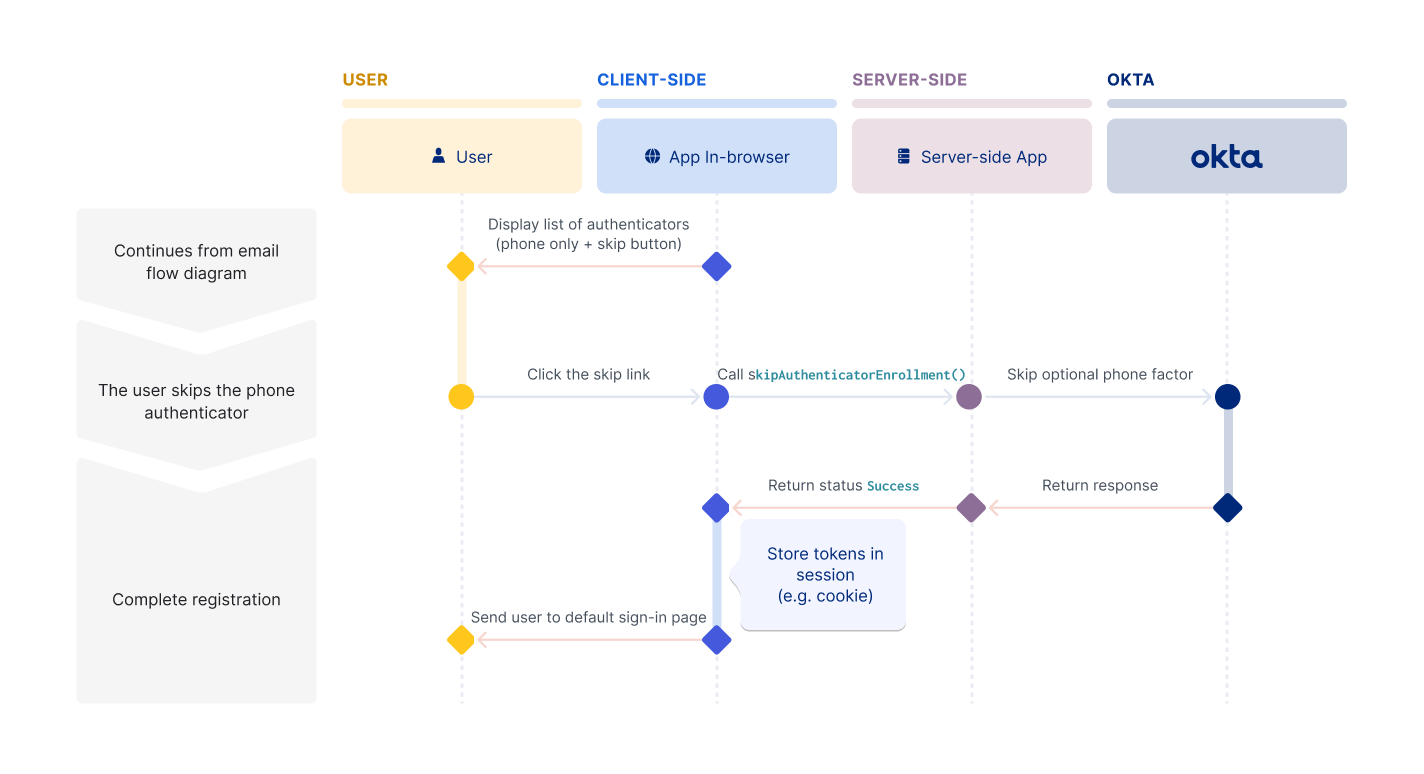 USER
CLIENT-SIDE
SERVER-SIDE
OKTA
User
App In-browser
Server-side App
okta
Continues from email
flow diagram
Display list of authenticators
(phone only + skip button)
The user skips the phone
authenticator
Click the skip link
Call skipAuthenticatorEnrollment()
Skip optional phone factor
Complete registration
Return status Success
Return response
Store tokens in
session
(e.g. cookie)
Send user to default sign-in page